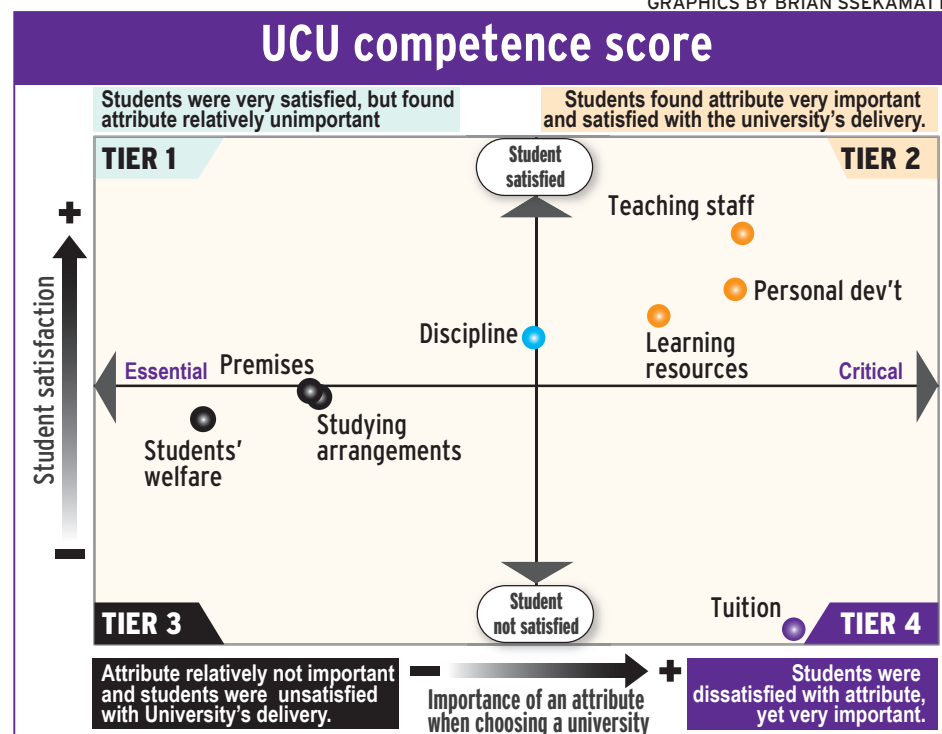 GRAPHICS BY BRIAN SSEKAMATT
UCU competence score
Students were very satisfied, but found
attribute relatively unimportant
Students found attribute very important
and satisfied with the university's delivery.
TIER 1
Student
satisfied
TIER 2
+
Teaching staff
Personal dev't
Discipline
Learning
resources
Student satisfaction
Essential
Premises
Critical
Studying
arrangements
Students'
welfare
−
Tuition
TIER 3
Student
not satisfied
TIER 4
Attribute relatively not important
and students were unsatisfied
with University's delivery.
− +
Importance of an attribute
when choosing a university
Students were
dissatisfied with attribute,
yet very important.